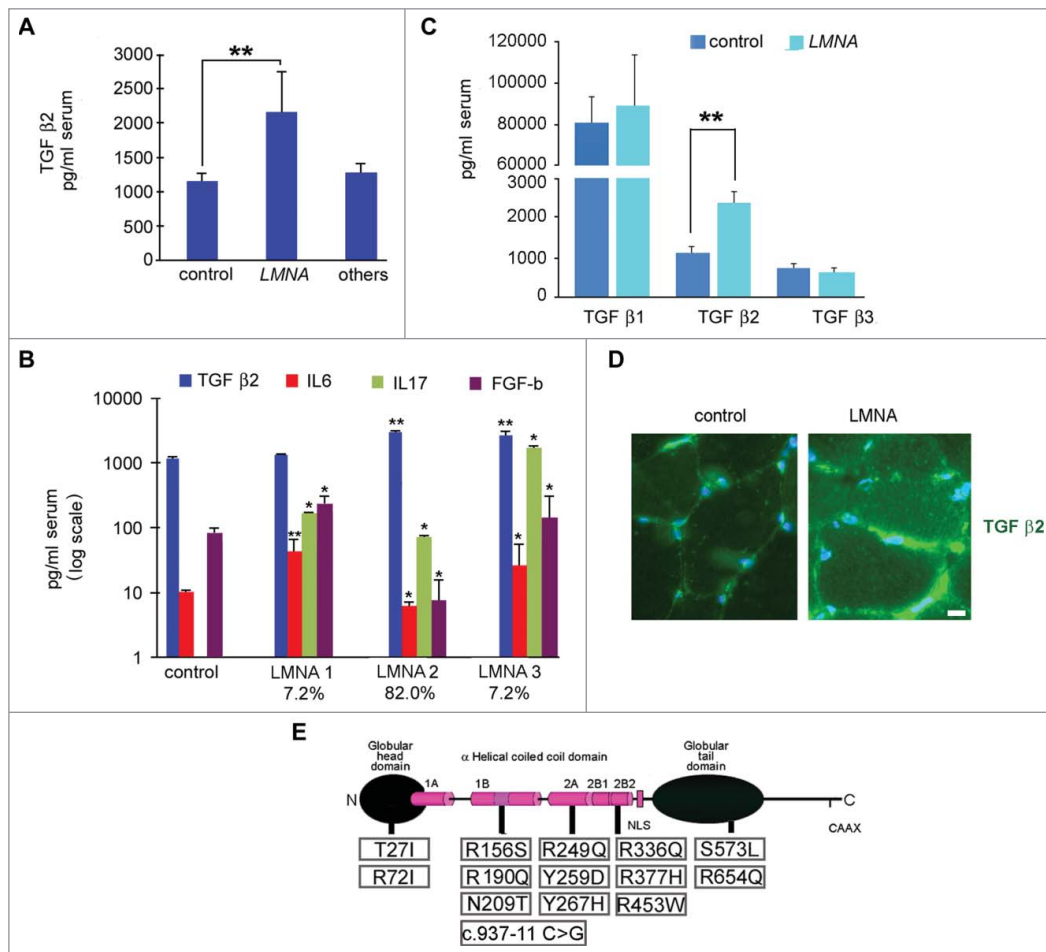 A
TGF β2
pg/ml serum
3000
2500
2000
1500
1000
500
0
**
control LMNA others
C
control LMNA
pg/ml serum
120000
100000
80000
60000
3000
2000
1000
0
**
TGF β1 TGF β2 TGF β3
B
TGF β2 IL6 IL17 FGF-b
pg/ml serum
(log scale)
10000
1000
100
10
1
** * *
** * * *
** * * *
control LMNA 1 LMNA 2 LMNA 3
7.2% 82.0% 7.2%
D
control LMNA
TGF β2
E
Globular
head
domain
α Helical coiled coil domain
Globular
tail
domain
N 1A 1B 2A 2B1 2B2 C
NLS CAAX
T27I R156S R249Q R336Q S573L
R72I R190Q Y259D R377H R654Q
N209T Y267H R453W
c.937-11 C>G